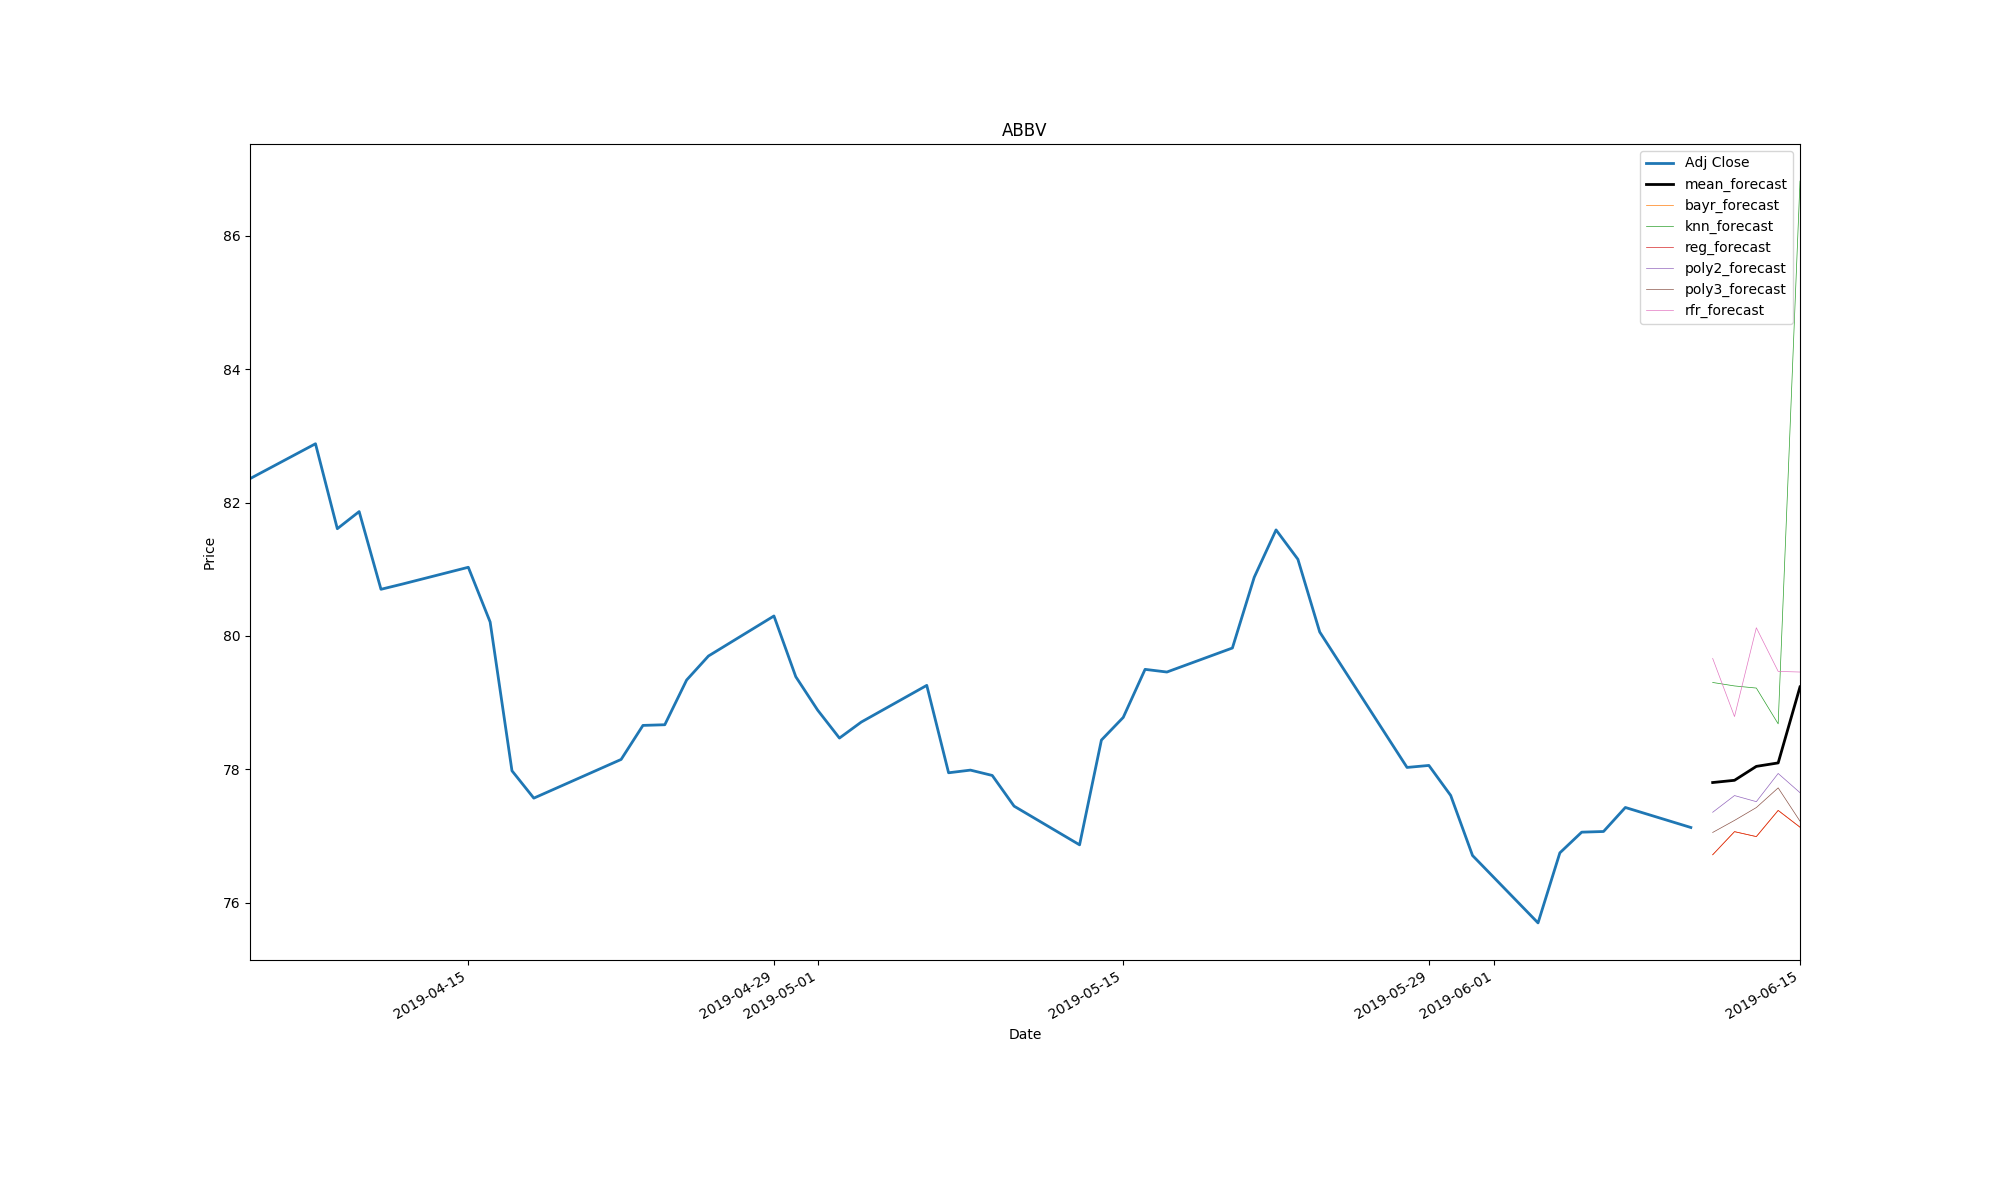 ABBV
Adj Close
mean_forecast
bayr_forecast
knn_forecast
reg_forecast
poly2_forecast
poly3_forecast
rfr_forecast
86
84
82
80
78
76
Price
2019-04-15
2019-04-29
2019-05-01
2019-05-15
2019-05-29
2019-06-01
2019-06-15
Date